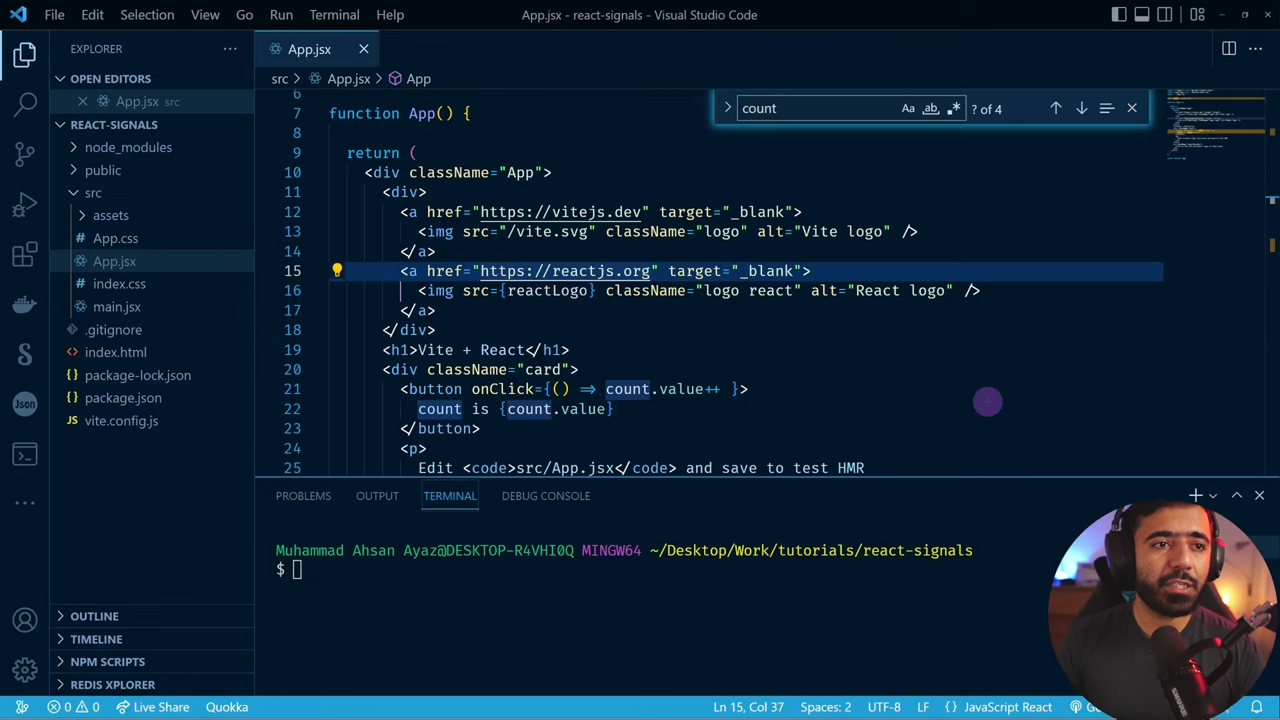 File Edit Selection View Go Run Terminal Help
App.jsx - react-signals - Visual Studio Code
EXPLORER
OPEN EDITORS
App.jsx src
REACT-SIGNALS
node_modules
public
src
assets
App.css
App.jsx
index.css
main.jsx
.gitignore
index.html
package-lock.json
package.json
vite.config.js
OUTLINE
TIMELINE
NPM SCRIPTS
REDIS XPLORER
App.jsx
src > App.jsx > App
count
Aa ab .* ? of 4
6
7 function App() {
8
9 return (
10 <div className="App">
11 <div>
12 <a href="https://vitejs.dev" target="_blank">
13 <img src="/vite.svg" className="logo" alt="Vite logo" />
14 </a>
15 <a href="https://reactjs.org" target="_blank">
16 <img src={reactLogo} className="logo react" alt="React logo" />
17 </a>
18 </div>
19 <h1>Vite + React</h1>
20 <div className="card">
21 <button onClick={() => count.value++ }>
22 count is {count.value}
23 </button>
24 <p>
25 Edit <code>src/App.jsx</code> and save to test HMR
PROBLEMS OUTPUT TERMINAL DEBUG CONSOLE
Muhammad Ahsan Ayaz@DESKTOP-R4VHI0Q MINGW64 ~/Desktop/Work/tutorials/react-signals
$
0 0 Live Share Quokka
Ln 15, Col 37 Spaces: 2 UTF-8 LF {} JavaScript React
Json